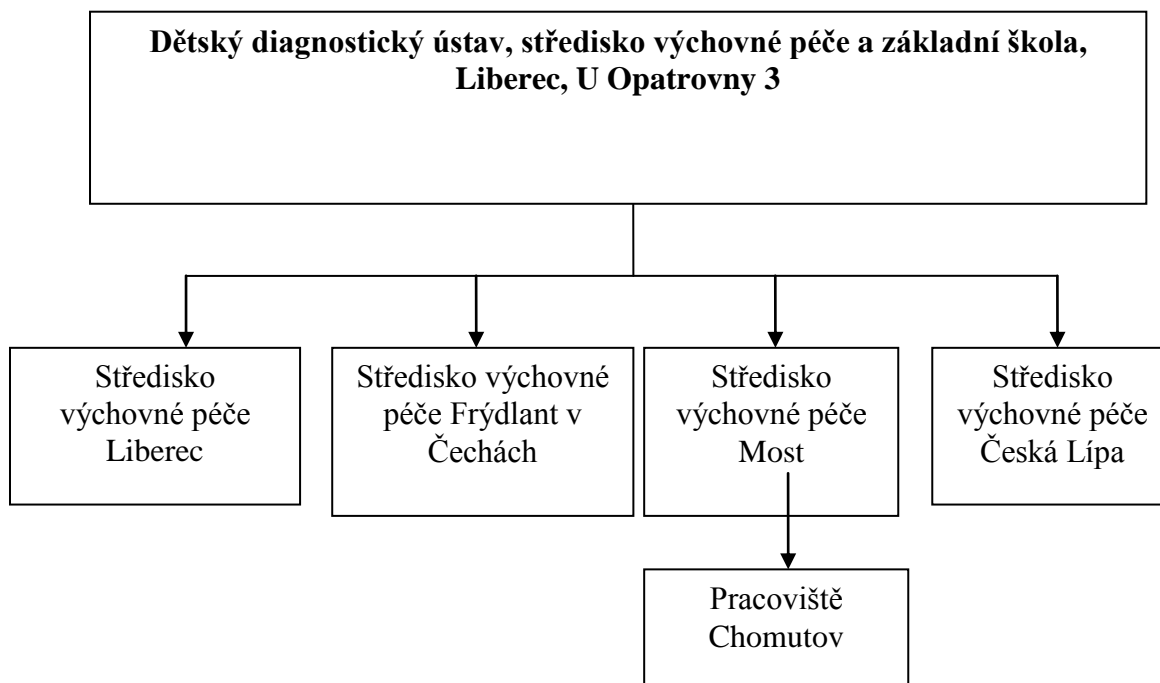 Dětský diagnostický ústav, středisko výchovné péče a základní škola,
Liberec, U Opatrovny 3
Středisko
výchovné péče
Liberec
Středisko výchovné
péče Frýdlant v
Čechách
Středisko
výchovné péče
Most
Středisko
výchovné péče
Česká Lípa
Pracoviště
Chomutov